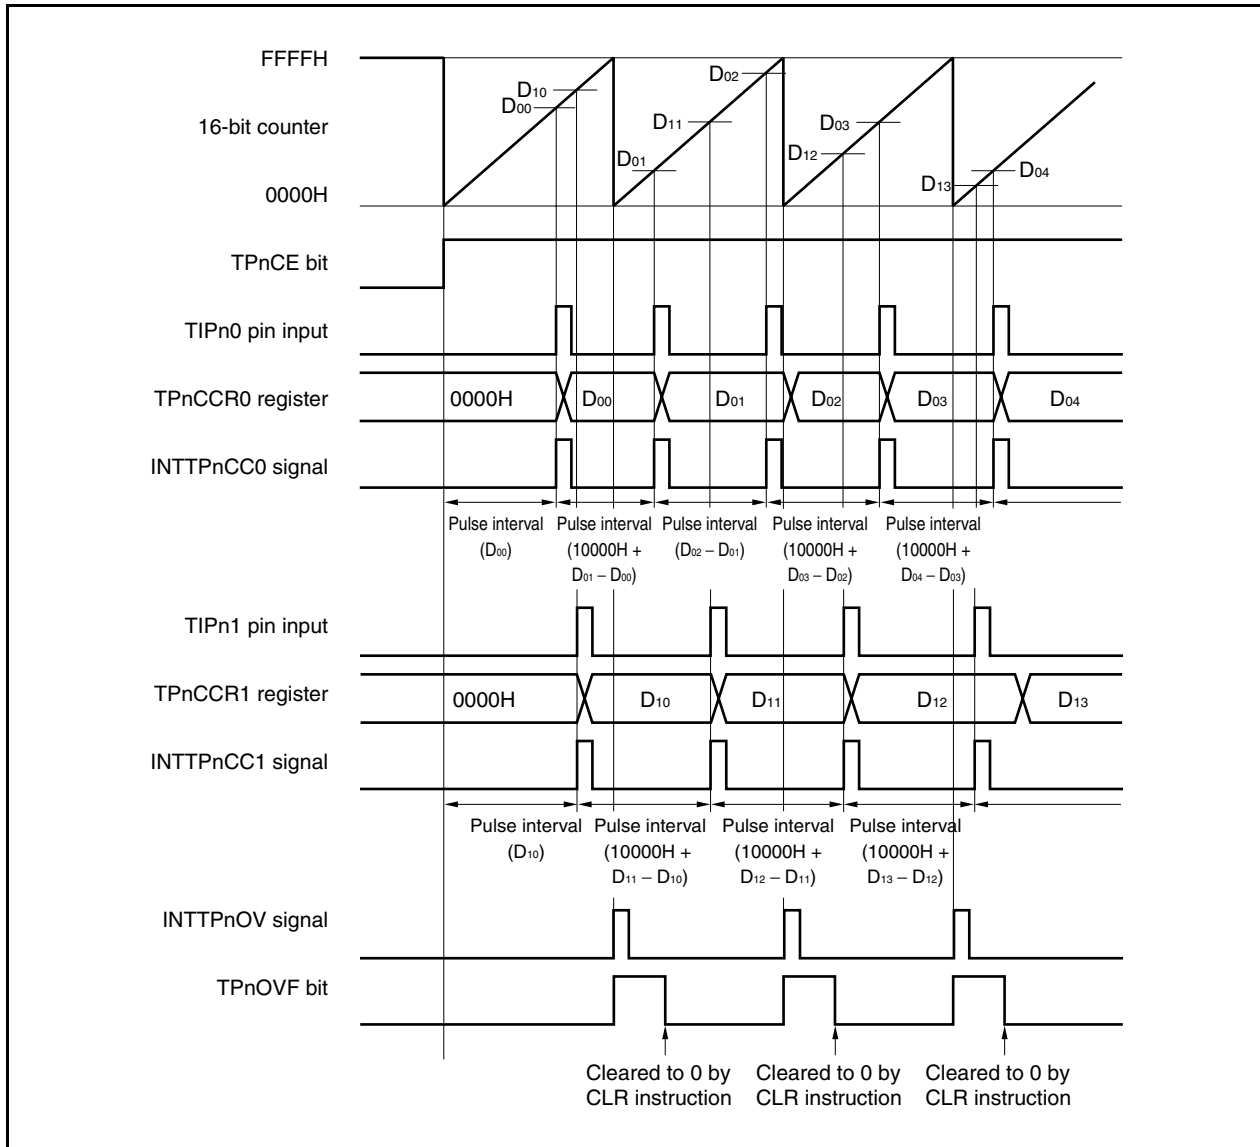 FFFFH
D10
D00
D02
16-bit counter
D11
D03
D01
D12
D13
D04
0000H
TPnCE bit
TIPn0 pin input
TPnCCR0 register
0000H
D00
D01
D02
D03
D04
INTTPnCC0 signal
Pulse interval
(D00)
Pulse interval
(10000H +
D01 – D00)
Pulse interval
(D02 – D01)
Pulse interval
(10000H +
D03 – D02)
Pulse interval
(10000H +
D04 – D03)
TIPn1 pin input
TPnCCR1 register
0000H
D10
D11
D12
D13
INTTPnCC1 signal
Pulse interval
(D10)
Pulse interval
(10000H +
D11 – D10)
Pulse interval
(10000H +
D12 – D11)
Pulse interval
(10000H +
D13 – D12)
INTTPnOV signal
TPnOVF bit
Cleared to 0 by
CLR instruction
Cleared to 0 by
CLR instruction
Cleared to 0 by
CLR instruction